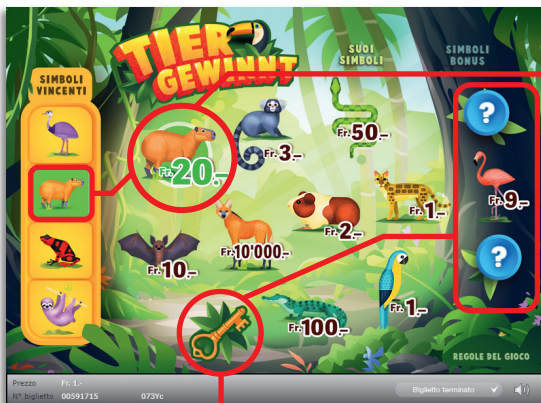 TIER-
GEWINNT
SUOI
SIMBOLI
SIMBOLI
BONUS
SIMBOLI
VINCENTI
Fr. 20.–
Fr. 3.–
Fr. 50.–
?
Fr. 10.–
Fr. 10'000.–
Fr. 2.–
Fr. 1.–
Fr. 9.–
?
Fr. 100.–
Fr. 1.–
REGOLE DEL GIOCO
Prezzo Fr. 1.-
N° biglietto 00591715 073Yc
Biglietto terminato